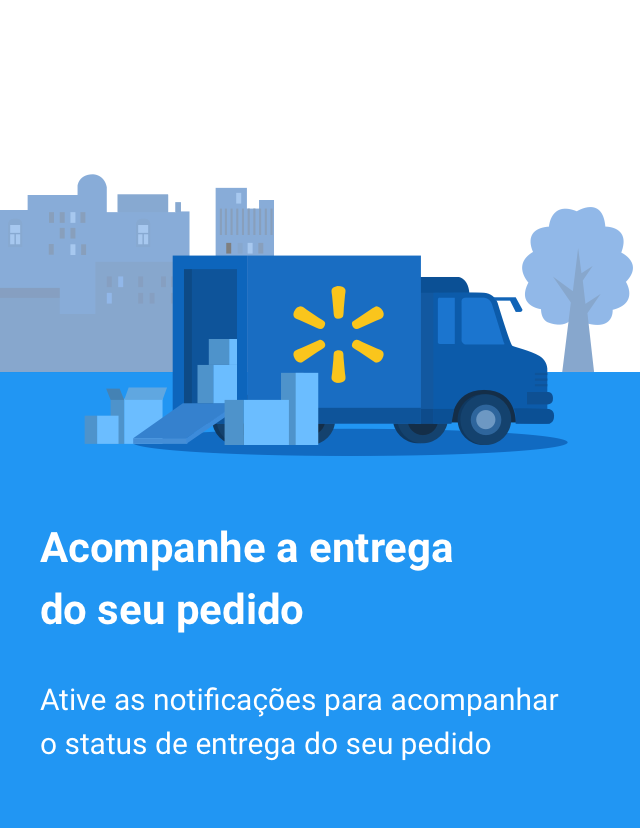 Acompanhe a entrega
do seu pedido
Ative as notificações para acompanhar
o status de entrega do seu pedido